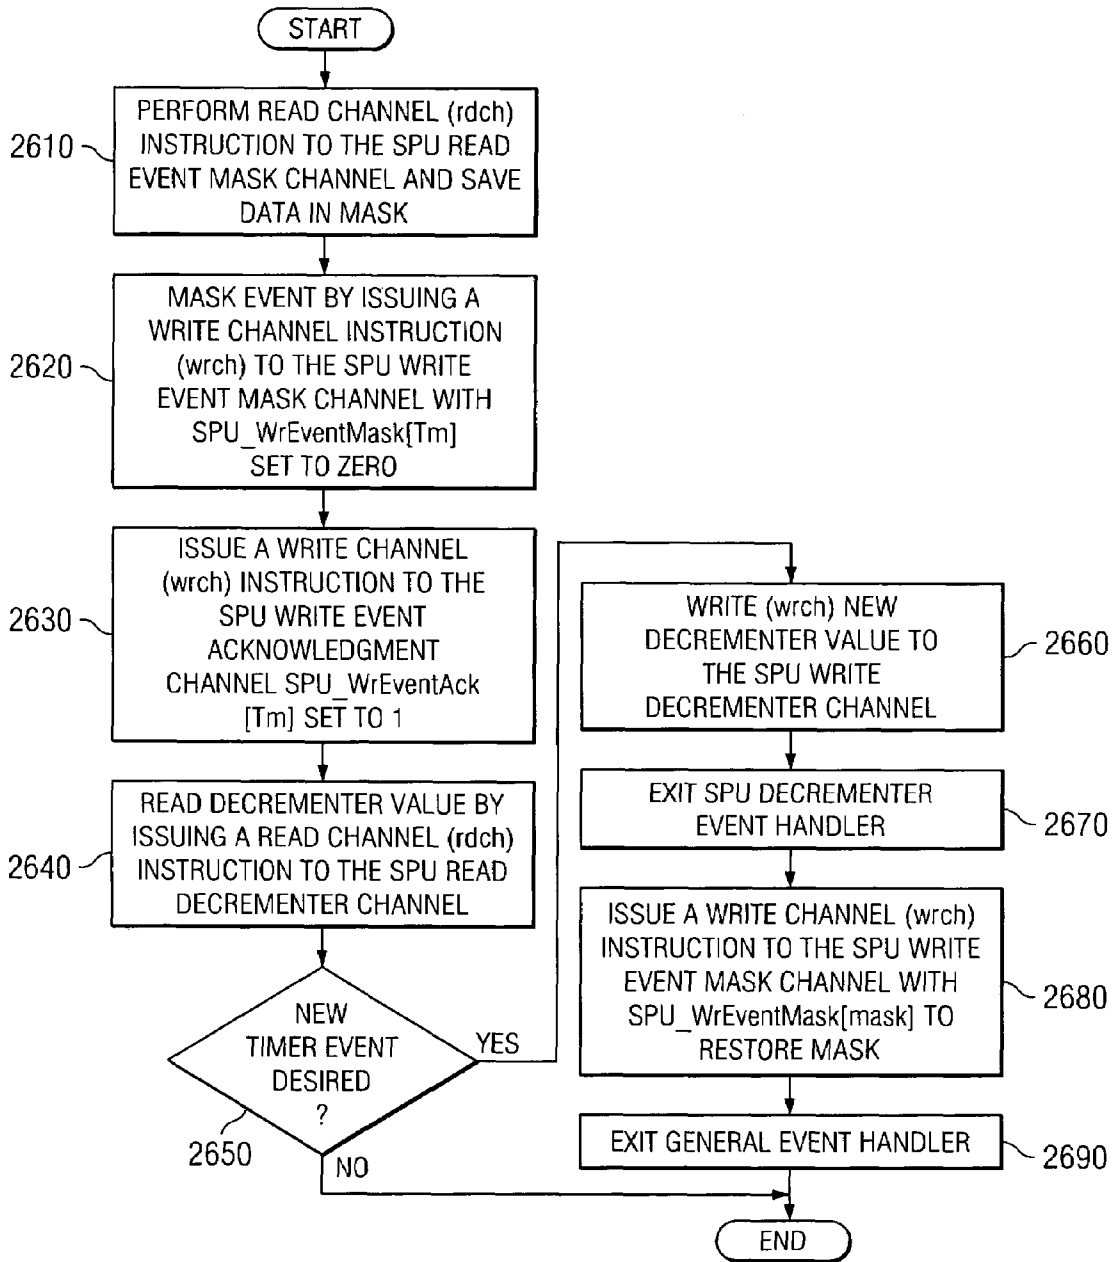 START
PERFORM READ CHANNEL (rdch)
INSTRUCTION TO THE SPU READ
EVENT MASK CHANNEL AND SAVE
DATA IN MASK
2610
MASK EVENT BY ISSUING A
WRITE CHANNEL INSTRUCTION
(wrch) TO THE SPU WRITE
EVENT MASK CHANNEL WITH
SPU_WrEventMask[Tm]
SET TO ZERO
2620
ISSUE A WRITE CHANNEL
(wrch) INSTRUCTION TO THE
SPU WRITE EVENT
ACKNOWLEDGMENT
CHANNEL SPU_WrEventAck
[Tm] SET TO 1
2630
READ DECREMENTER VALUE BY
ISSUING A READ CHANNEL (rdch)
INSTRUCTION TO THE SPU READ
DECREMENTER CHANNEL
2640
NEW
TIMER EVENT
DESIRED
?
2650
YES
NO
WRITE (wrch) NEW
DECREMENTER VALUE TO
THE SPU WRITE
DECREMENTER CHANNEL
2660
EXIT SPU DECREMENTER
EVENT HANDLER
2670
ISSUE A WRITE CHANNEL (wrch)
INSTRUCTION TO THE SPU WRITE
EVENT MASK CHANNEL WITH
SPU_WrEventMask[mask] TO
RESTORE MASK
2680
EXIT GENERAL EVENT HANDLER
2690
END